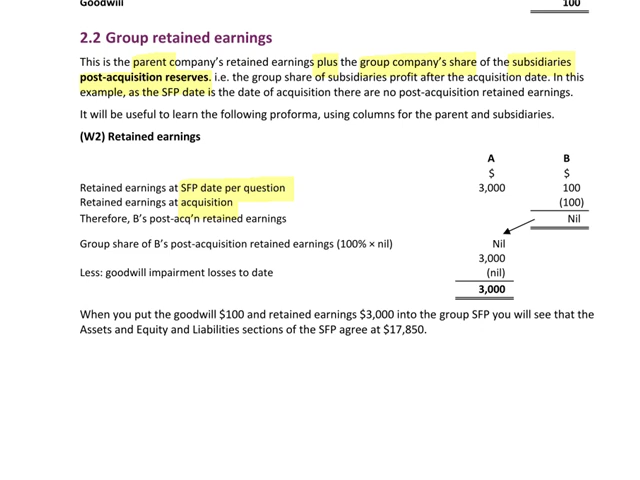 Goodwill 100
2.2 Group retained earnings
This is the parent company's retained earnings plus the group company's share of the subsidiaries
post-acquisition reserves. i.e. the group share of subsidiaries profit after the acquisition date. In this
example, as the SFP date is the date of acquisition there are no post-acquisition retained earnings.
It will be useful to learn the following proforma, using columns for the parent and subsidiaries.
(W2) Retained earnings
A B
$ $
Retained earnings at SFP date per question 3,000 100
Retained earnings at acquisition (100)
Therefore, B's post-acq'n retained earnings Nil
Group share of B's post-acquisition retained earnings (100% × nil) Nil
3,000
Less: goodwill impairment losses to date (nil)
3,000
When you put the goodwill $100 and retained earnings $3,000 into the group SFP you will see that the
Assets and Equity and Liabilities sections of the SFP agree at $17,850.